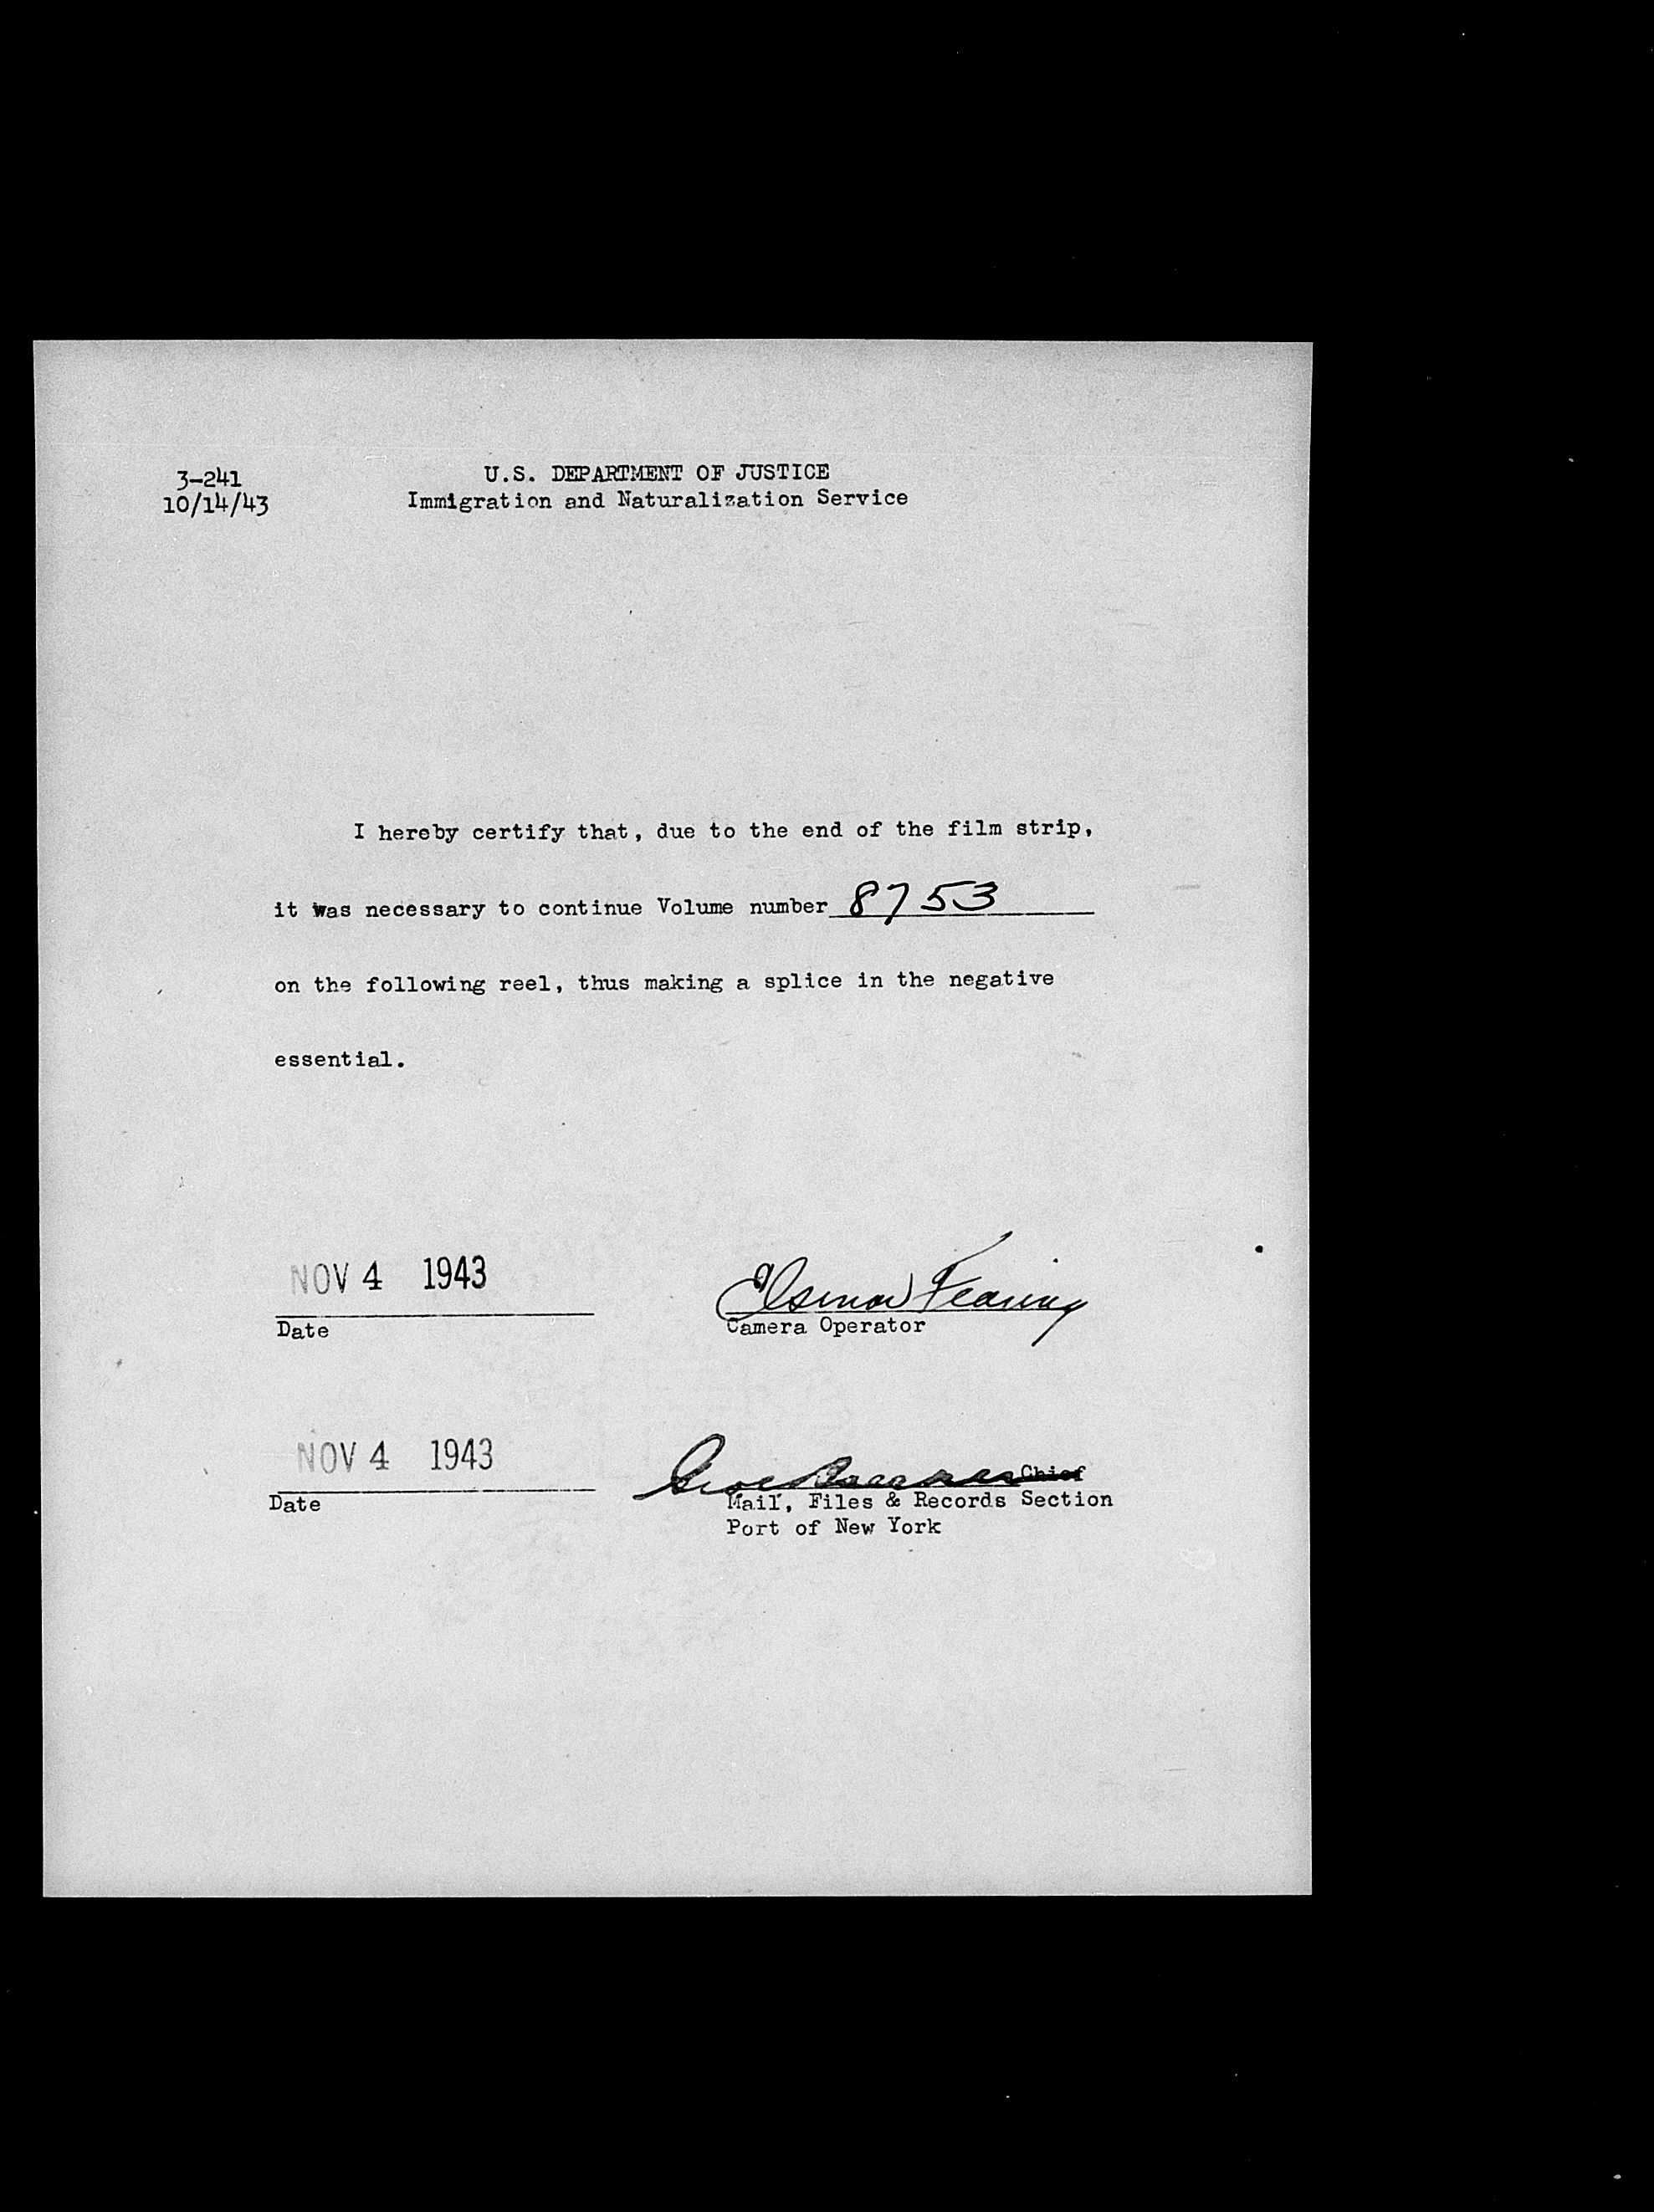 3-241
10/14/43
U.S. DEPARTMENT OF JUSTICE
Immigration and Naturalization Service
I hereby certify that, due to the end of the film strip,
it was necessary to continue Volume number 8753
on the following reel, thus making a splice in the negative
essential.
NOV 4 1943
Date
Fearing
Camera Operator
NOV 4 1943
Date
Chief
Mail, Files & Records Section
Port of New York